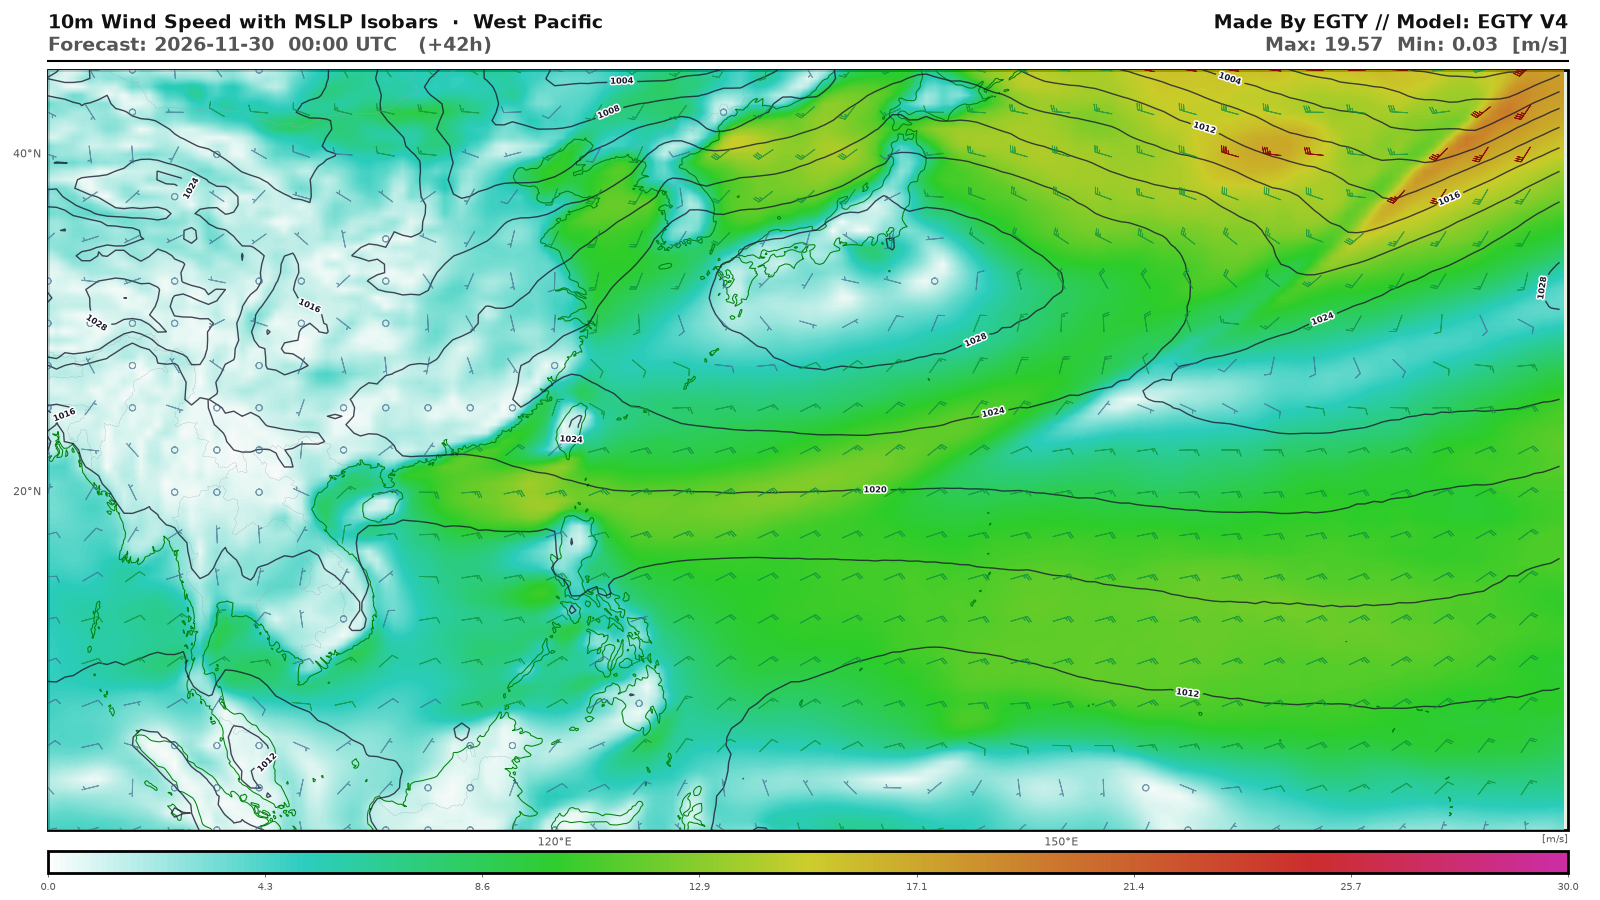 10m Wind Speed with MSLP Isobars · West Pacific
Made By EGTY // Model: EGTY V4
Forecast: 2026-11-30 00:00 UTC (+42h)
Max: 19.57 Min: 0.03 [m/s]
1004
1004
1008
1012
40°N
1024
1016
1028
1016
1028
1024
1028
1024
1016
1024
20°N
1020
1012
1012
120°E
150°E
[m/s]
0.0
4.3
8.6
12.9
17.1
21.4
25.7
30.0